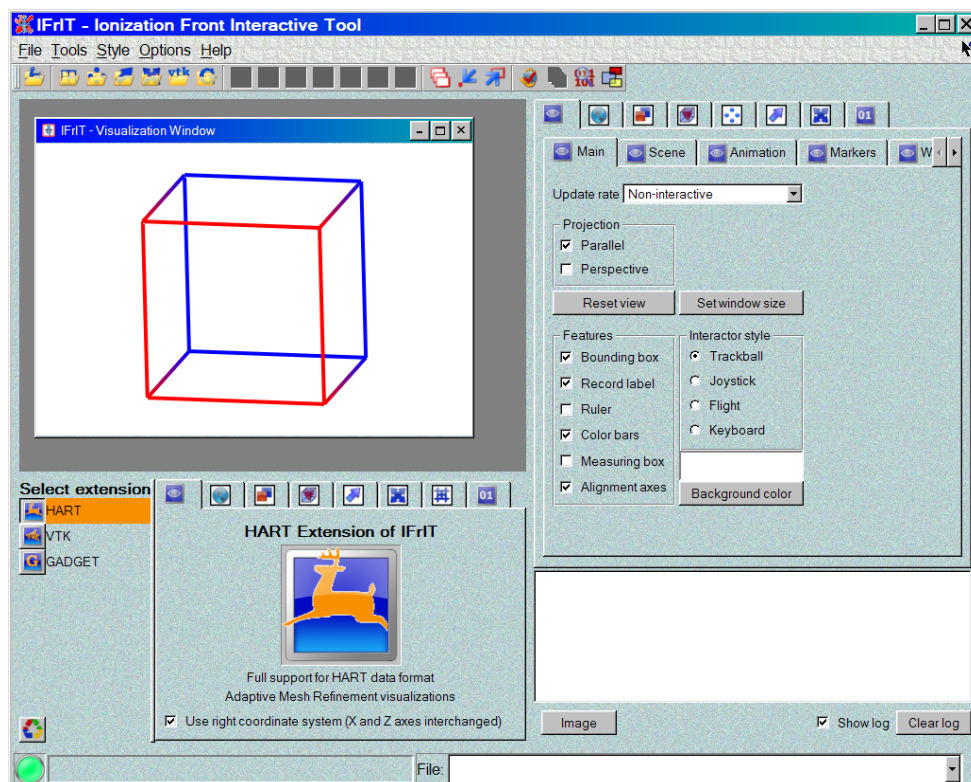 IFrIT - Ionization Front Interactive Tool
File Tools Style Options Help
vtk
IFrIT - Visualization Window
01
Main Scene Animation Markers W
Update rate Non-interactive
Projection
Parallel
Perspective
Reset view Set window size
Features Interactor style
Bounding box Trackball
Record label Joystick
Ruler Flight
Color bars Keyboard
Measuring box
Alignment axes Background color
Select extension
HART
VTK
G GADGET
01
HART Extension of IFrIT
Full support for HART data format
Adaptive Mesh Refinement visualizations
Use right coordinate system (X and Z axes interchanged)
Image Show log Clear log
File: